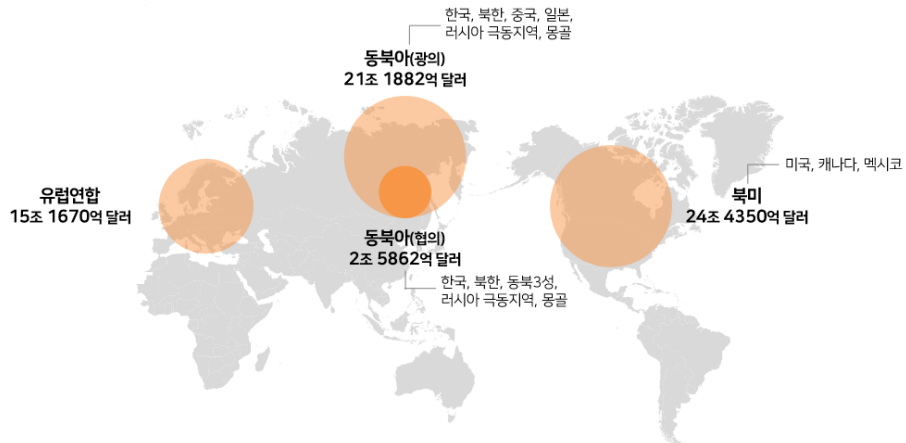 한국, 북한, 중국, 일본,
러시아 극동지역, 몽골
동북아(광의)
21조 1882억 달러
유럽연합
15조 1670억 달러
동북아(협의)
2조 5862억 달러
한국, 북한, 동북3성,
러시아 극동지역, 몽골
미국, 캐나다, 멕시코
북미
24조 4350억 달러